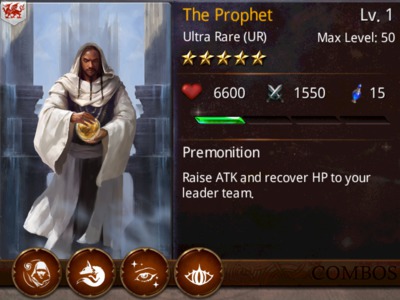 The Prophet
Lv. 1
Ultra Rare (UR)
Max Level: 50
6600
1550
15
Premonition
Raise ATK and recover HP to your
leader team.
COMBOS